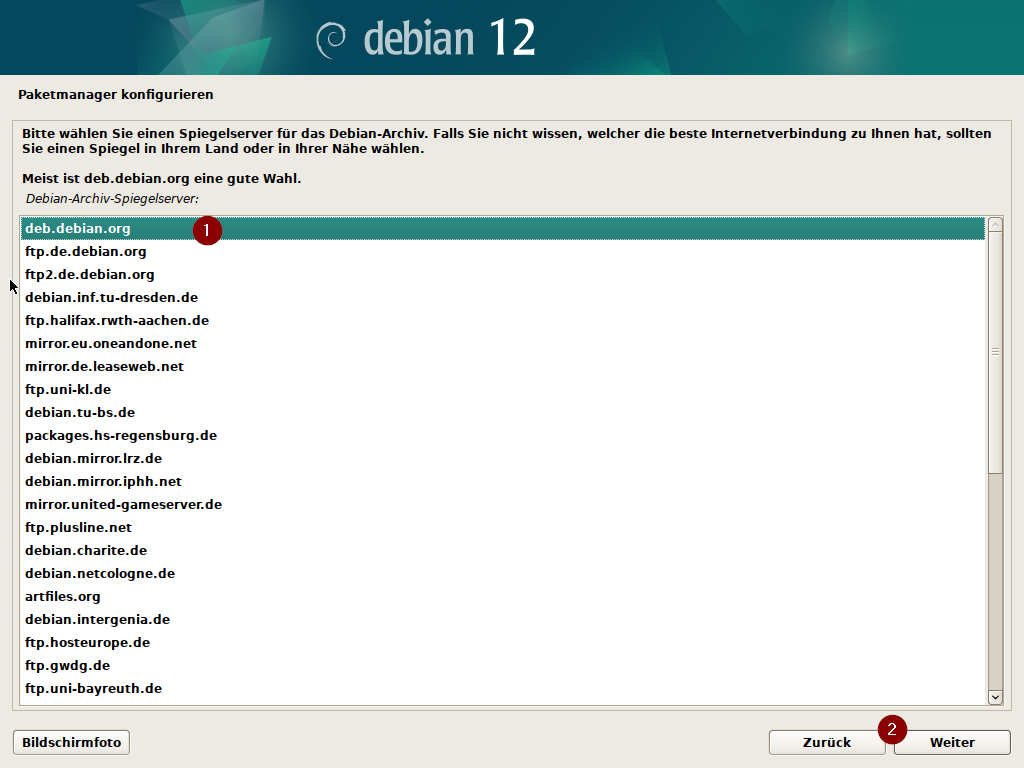 debian 12
Paketmanager konfigurieren
Bitte wählen Sie einen Spiegelserver für das Debian-Archiv. Falls Sie nicht wissen, welcher die beste Internetverbindung zu Ihnen hat, sollten
Sie einen Spiegel in Ihrem Land oder in Ihrer Nähe wählen.
Meist ist deb.debian.org eine gute Wahl.
Debian-Archiv-Spiegelserver:
deb.debian.org 1
ftp.de.debian.org
ftp2.de.debian.org
debian.inf.tu-dresden.de
ftp.halifax.rwth-aachen.de
mirror.eu.oneandone.net
mirror.de.leaseweb.net
ftp.uni-kl.de
debian.tu-bs.de
packages.hs-regensburg.de
debian.mirror.lrz.de
debian.mirror.iphh.net
mirror.united-gameserver.de
ftp.plusline.net
debian.charite.de
debian.netcologne.de
artfiles.org
debian.intergenia.de
ftp.hosteurope.de
ftp.gwdg.de
ftp.uni-bayreuth.de
Bildschirmfoto Zurück 2 Weiter